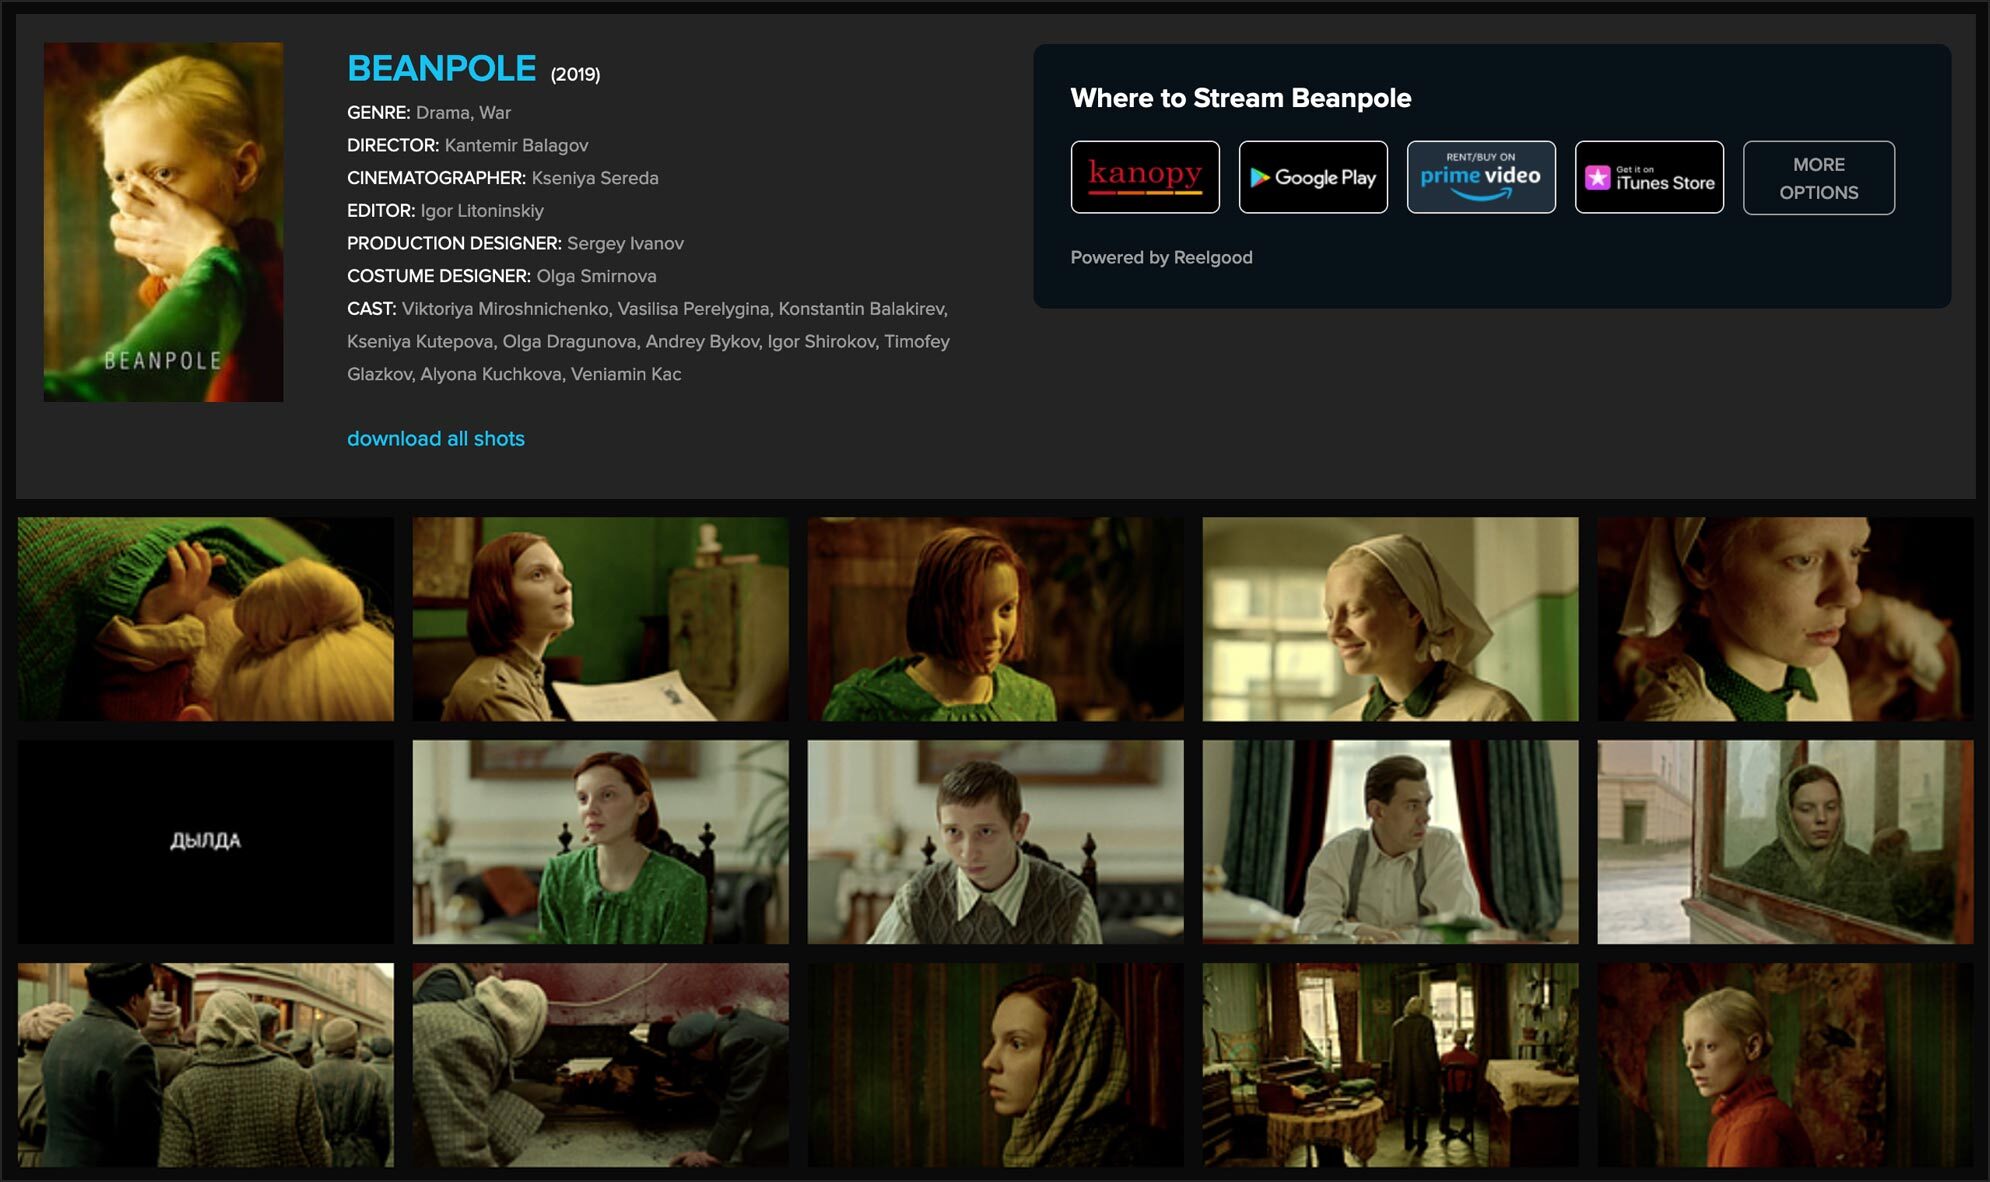 BEANPOLE
BEANPOLE (2019)
GENRE: Drama, War
DIRECTOR: Kantemir Balagov
CINEMATOGRAPHER: Kseniya Sereda
EDITOR: Igor Litoninskiy
PRODUCTION DESIGNER: Sergey Ivanov
COSTUME DESIGNER: Olga Smirnova
CAST: Viktoriya Miroshnichenko, Vasilisa Perelygina, Konstantin Balakirev,
Kseniya Kutepova, Olga Dragunova, Andrey Bykov, Igor Shirokov, Timofey
Glazkov, Alyona Kuchkova, Veniamin Kac
download all shots
Where to Stream Beanpole
kanopy
Google Play
RENT/BUY ON
prime video
Get it on
iTunes Store
MORE
OPTIONS
Powered by Reelgood
ДЫЛДА